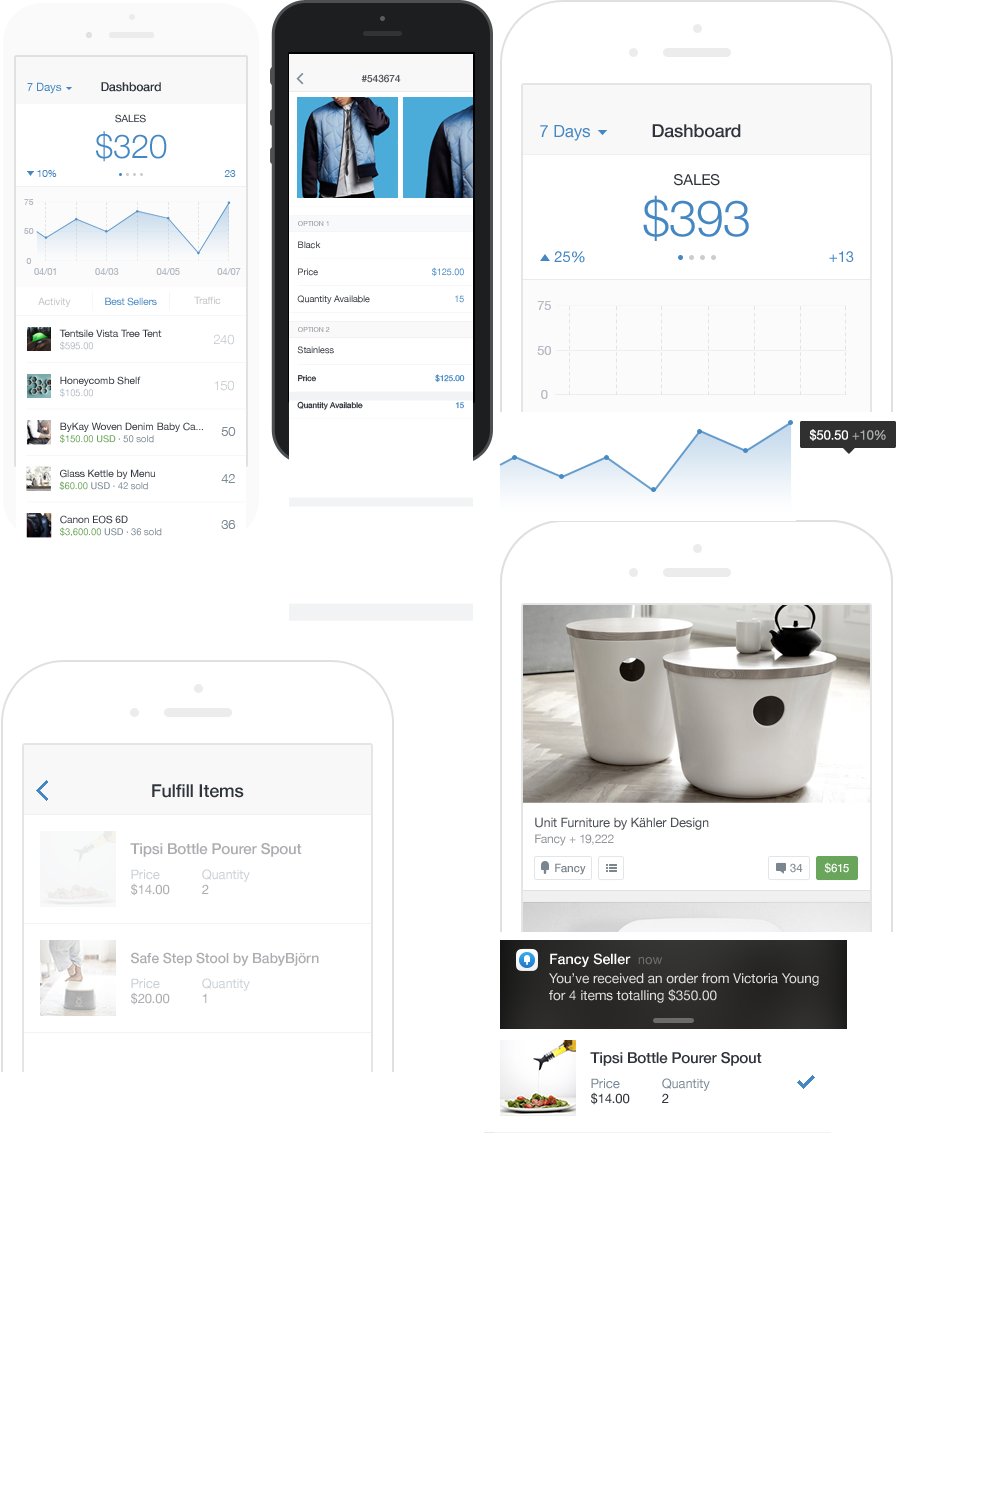 7 Days
Dashboard
SALES
$320
10%
23
75
50
0
04/01
04/03
04/05
04/07
Activity
Best Sellers
Traffic
Tentsile Vista Tree Tent
$595.00
240
Honeycomb Shelf
$105.00
150
ByKay Woven Denim Baby Ca...
$150.00 USD · 50 sold
50
Glass Kettle by Menu
$60.00 USD · 42 sold
42
Canon EOS 6D
$3,600.00 USD · 36 sold
36
#543674
OPTION 1
Black
Price
$125.00
Quantity Available
15
OPTION 2
Stainless
Price
$125.00
Quantity Available
15
7 Days
Dashboard
SALES
$393
25%
+13
75
50
0
$50.50 +10%
Unit Furniture by Kähler Design
Fancy + 19,222
Fancy
34
$615
Fulfill Items
Tipsi Bottle Pourer Spout
Price
Quantity
$14.00
2
Safe Step Stool by BabyBjörn
Price
Quantity
$20.00
1
Fancy Seller now
You've received an order from Victoria Young
for 4 items totalling $350.00
Tipsi Bottle Pourer Spout
Price
Quantity
$14.00
2